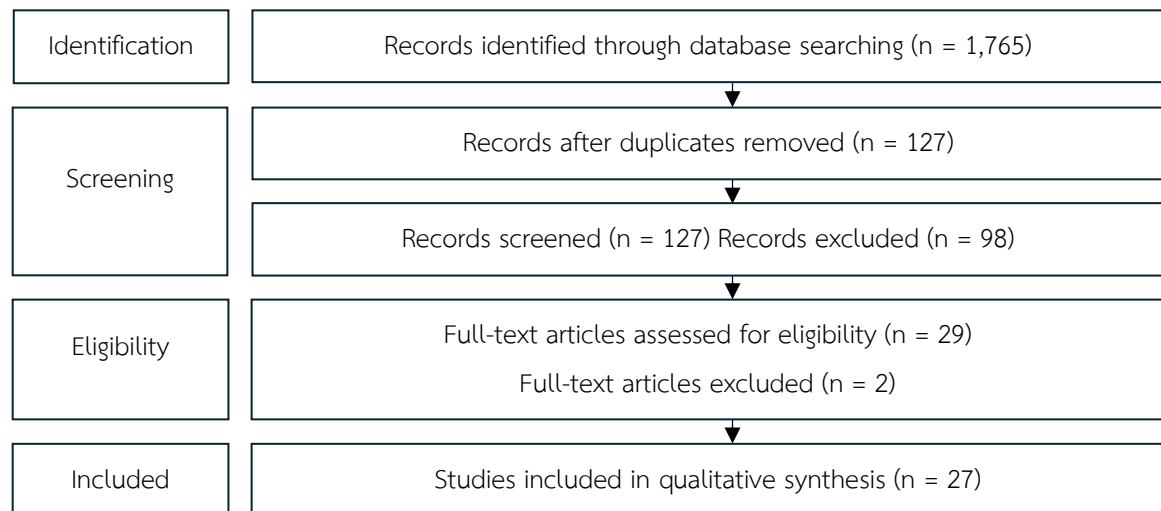 Identification
Records identified through database searching (n = 1,765)
Screening
Records after duplicates removed (n = 127)
Records screened (n = 127) Records excluded (n = 98)
Eligibility
Full-text articles assessed for eligibility (n = 29)
Full-text articles excluded (n = 2)
Included
Studies included in qualitative synthesis (n = 27)